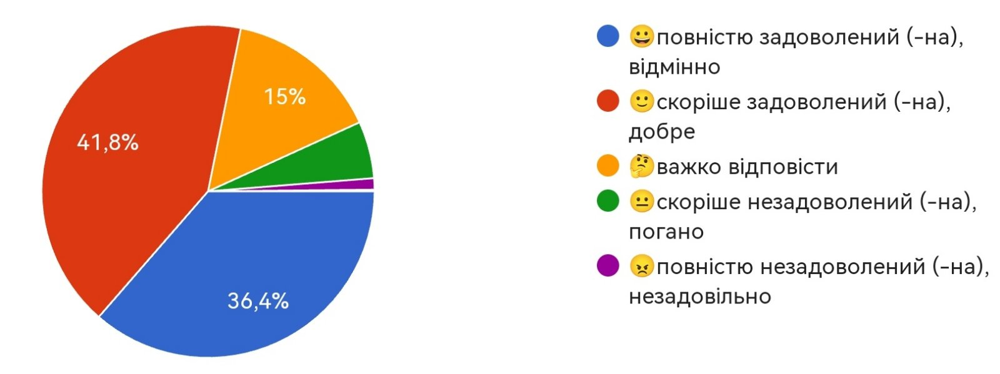 😀повністю задоволений (-на),
відмінно
🙂скоріше задоволений (-на),
добре
🤔важко відповісти
😐скоріше незадоволений (-на),
погано
😠повністю незадоволений (-на),
незадовільно
15%
41,8%
36,4%